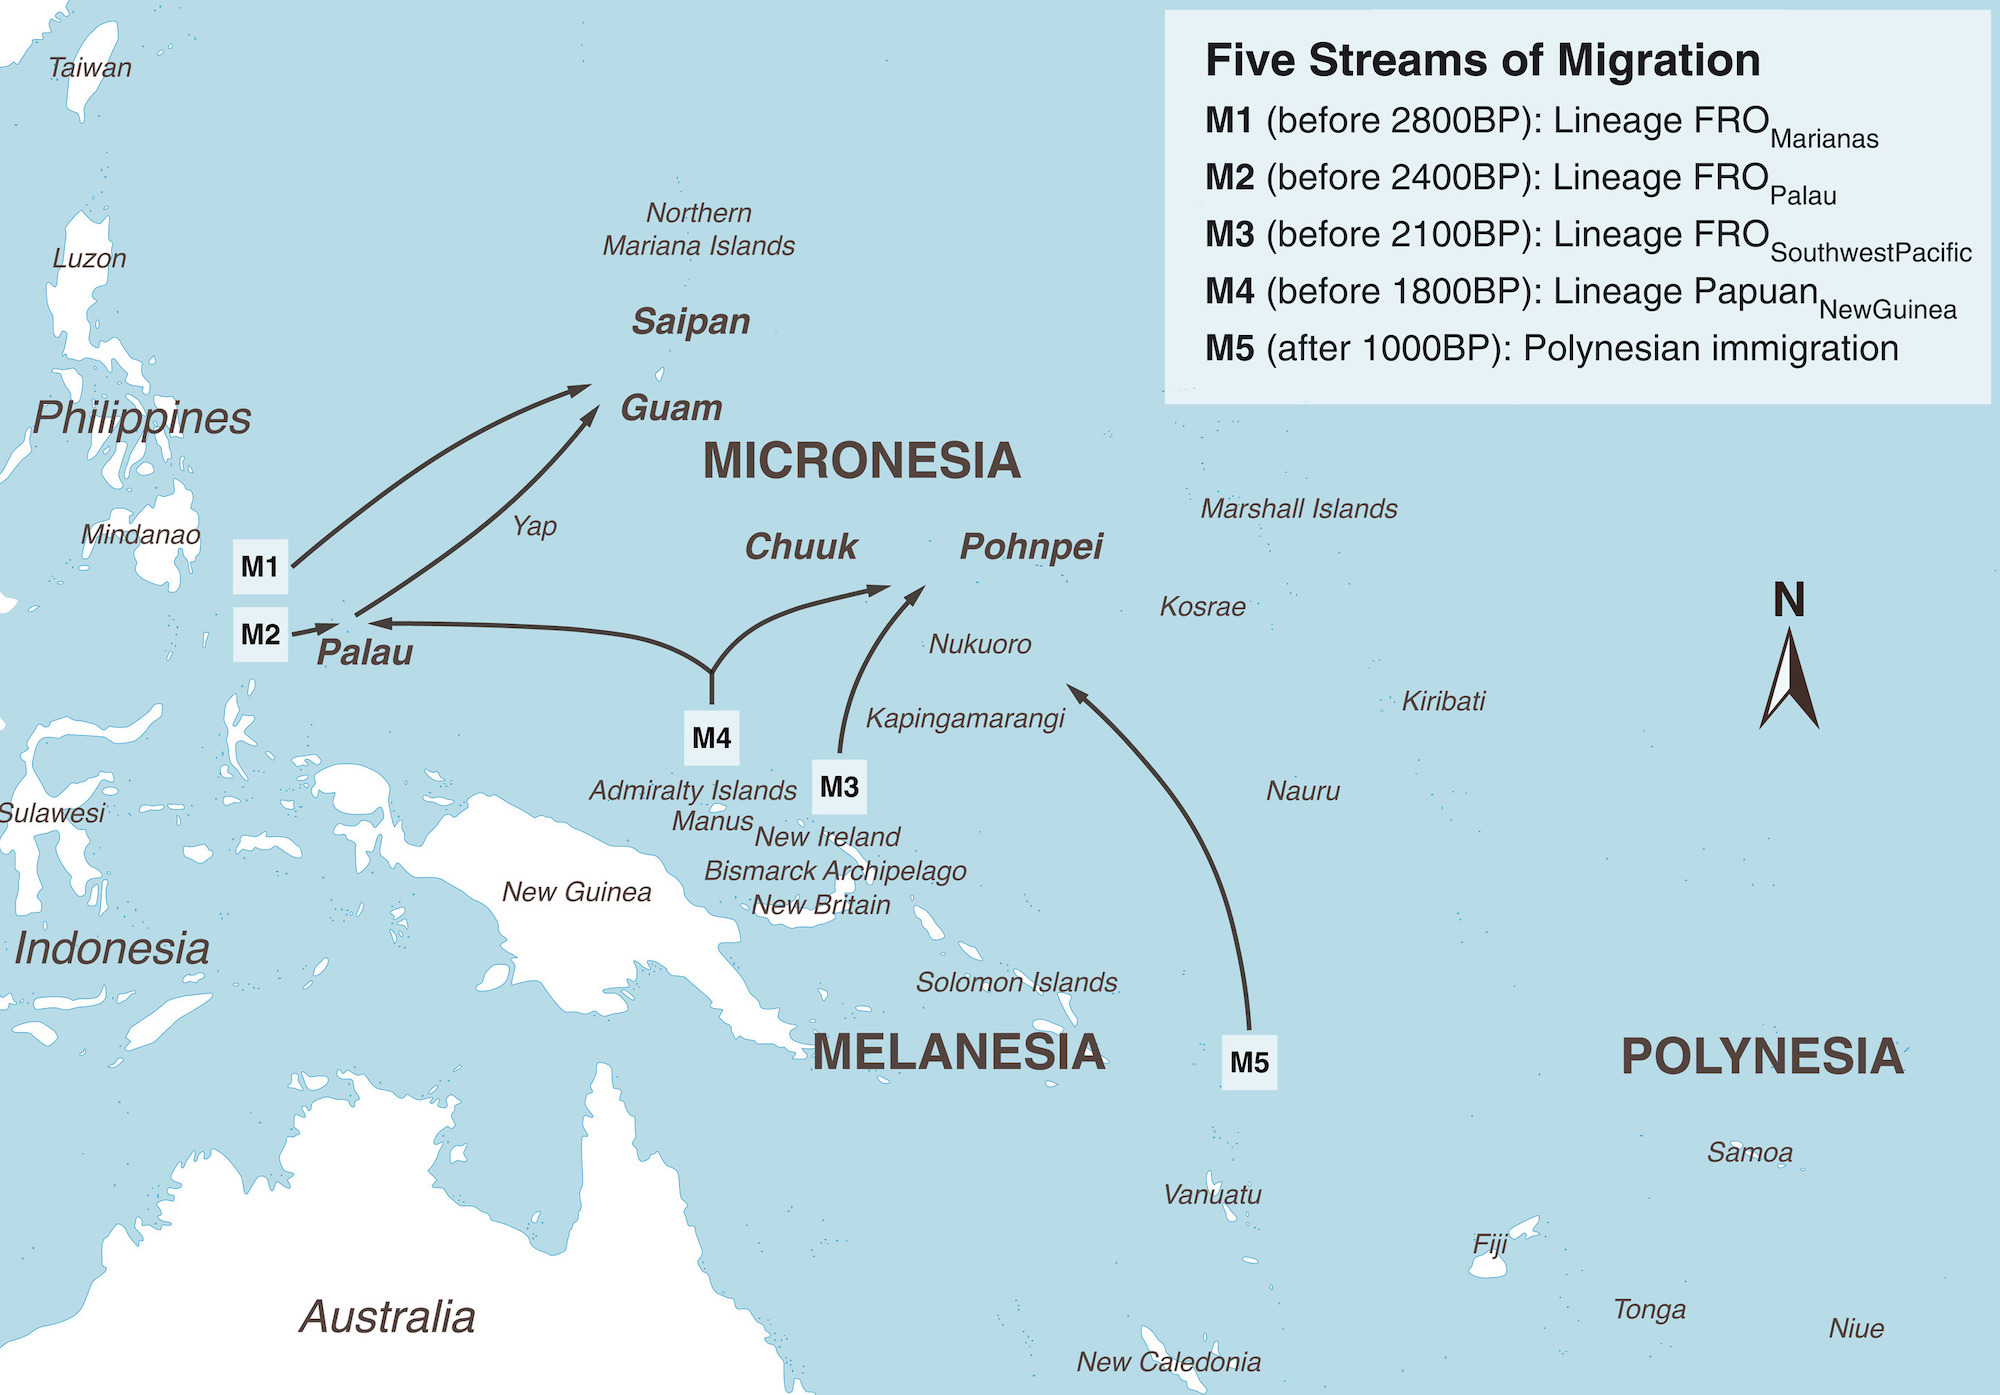 Five Streams of Migration
M1 (before 2800BP): Lineage FRO Marianas
M2 (before 2400BP): Lineage FRO Palau
M3 (before 2100BP): Lineage FRO SouthwestPacific
M4 (before 1800BP): Lineage Papuan NewGuinea
M5 (after 1000BP): Polynesian immigration
Taiwan
Northern
Mariana Islands
Luzon
Saipan
Philippines
Guam
MICRONESIA
Marshall Islands
Yap
Mindanao
Chuuk
Pohnpei
M1
N
Kosrae
M2
Palau
Nukuoro
Kiribati
Kapingamarangi
M4
M3
Admiralty Islands
Nauru
Sulawesi
Manus
New Ireland
Bismarck Archipelago
New Guinea
New Britain
Indonesia
Solomon Islands
MELANESIA
M5
POLYNESIA
Samoa
Vanuatu
Fiji
Australia
Tonga
Niue
New Caledonia